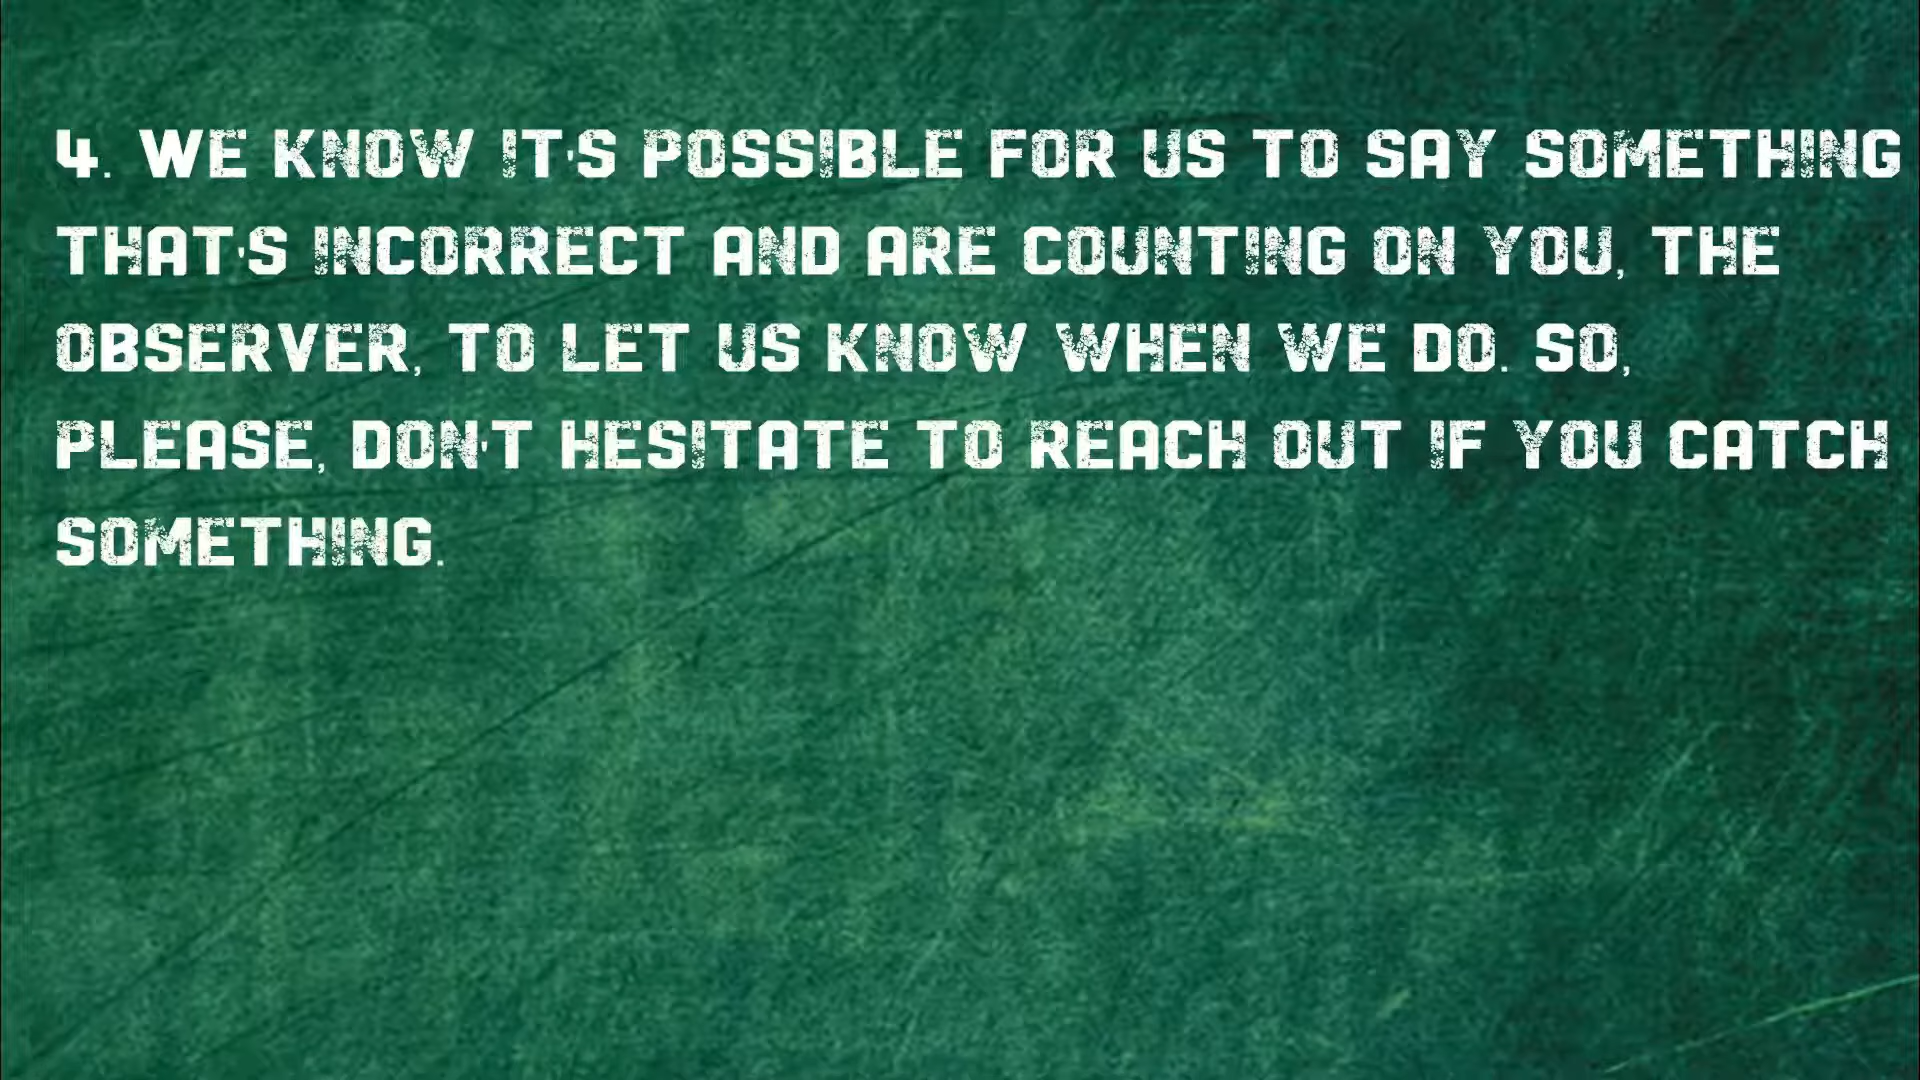 4. WE KNOW IT'S POSSIBLE FOR US TO SAY SOMETHING
THAT'S INCORRECT AND ARE COUNTING ON YOU, THE
OBSERVER, TO LET US KNOW WHEN WE DO. SO,
PLEASE, DON'T HESITATE TO REACH OUT IF YOU CATCH
SOMETHING.